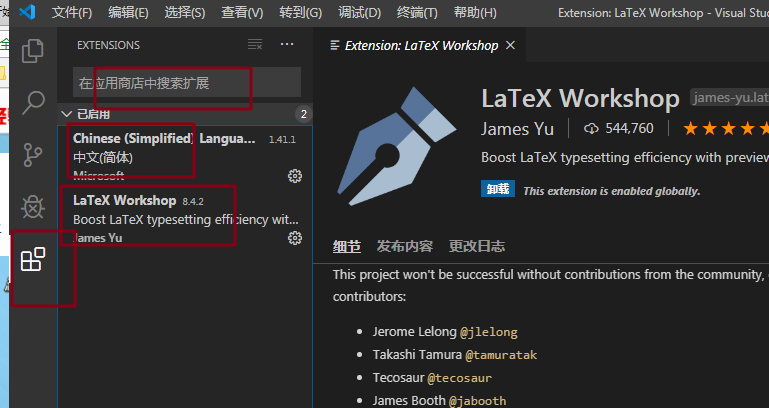 文件(F) 编辑(E) 选择(S) 查看(V) 转到(G) 调试(D) 终端(T) 帮助(H) Extension: LaTeX Workshop - Visual Stud
EXTENSIONS
在应用商店中搜索扩展
已启用 2
Chinese (Simplified) Langua... 1.41.1
中文(简体)
Microsoft
LaTeX Workshop 8.4.2
Boost LaTeX typesetting efficiency wit...
James Yu
Extension: LaTeX Workshop
LaTeX Workshop james-yu.lat
James Yu 544,760
Boost LaTeX typesetting efficiency with preview
卸载 This extension is enabled globally.
细节 发布内容 更改日志
This project won't be successful without contributions from the community,
contributors:
Jerome Lelong @jlelong
Takashi Tamura @tamuratak
Tecosaur @tecosaur
James Booth @jabooth